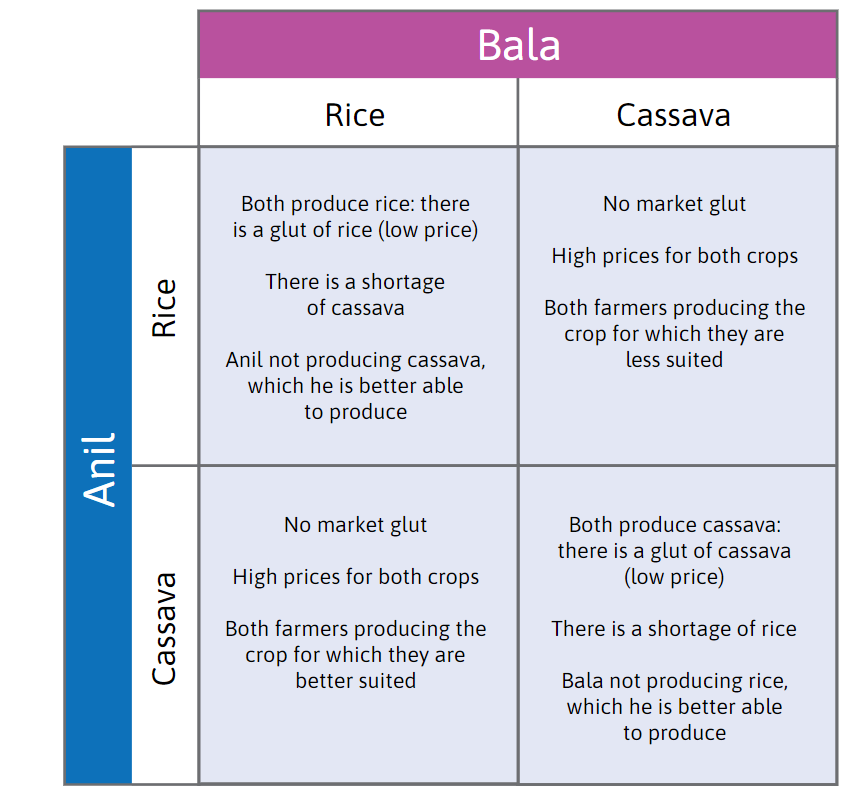 Bala
Rice
Cassava
Anil
Rice
Both produce rice: there
is a glut of rice (low price)
There is a shortage
of cassava
Anil not producing cassava,
which he is better able
to produce
No market glut
High prices for both crops
Both farmers producing the
crop for which they are
less suited
Cassava
No market glut
High prices for both crops
Both farmers producing the
crop for which they are
better suited
Both produce cassava:
there is a glut of cassava
(low price)
There is a shortage of rice
Bala not producing rice,
which he is better able
to produce